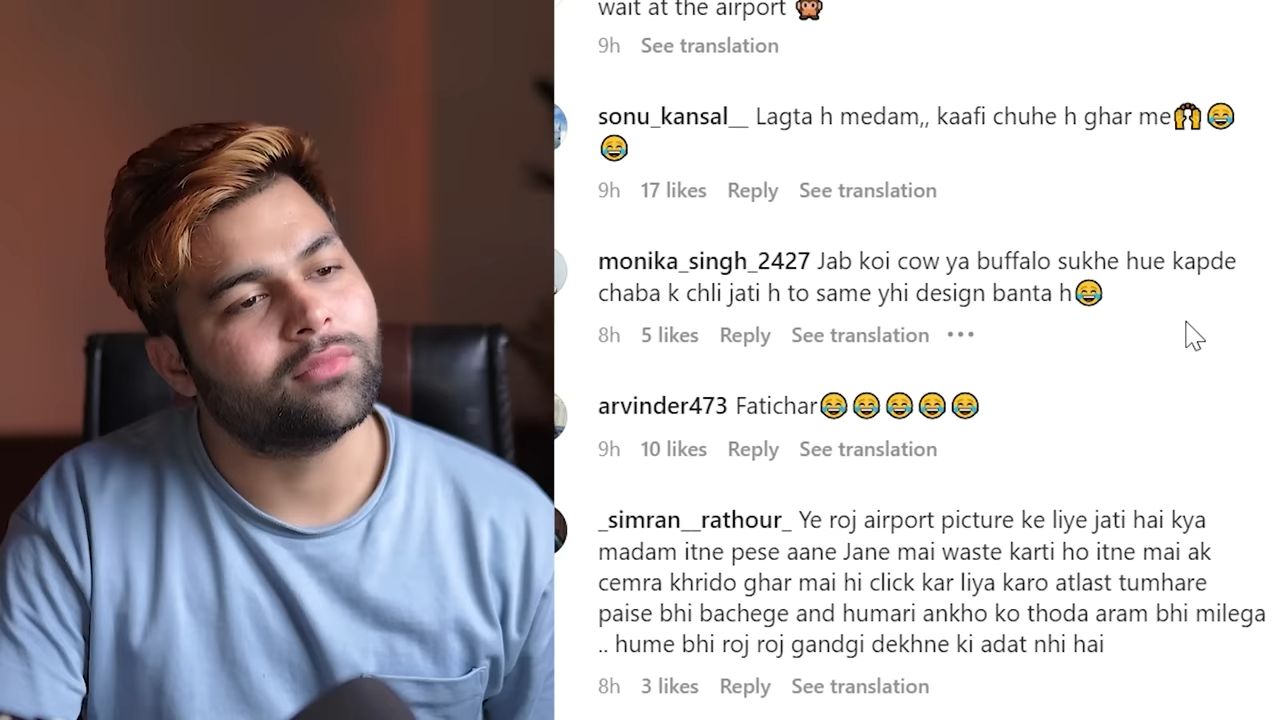 wait at the airport 🙊
9h See translation
sonu_kansal__ Lagta h medam,, kaafi chuhe h ghar me🙌😂
😂
9h 17 likes Reply See translation
monika_singh_2427 Jab koi cow ya buffalo sukhe hue kapde
chaba k chli jati h to same yhi design banta h😂
8h 5 likes Reply See translation •••
arvinder473 Fatichar😂😂😂😂😂
9h 10 likes Reply See translation
_simran__rathour_ Ye roj airport picture ke liye jati hai kya
madam itne pese aane Jane mai waste karti ho itne mai ak
cemra khrido ghar mai hi click kar liya karo atlast tumhare
paise bhi bachege and humari ankho ko thoda aram bhi milega
.. hume bhi roj roj gandgi dekhne ki adat nhi hai
8h 3 likes Reply See translation